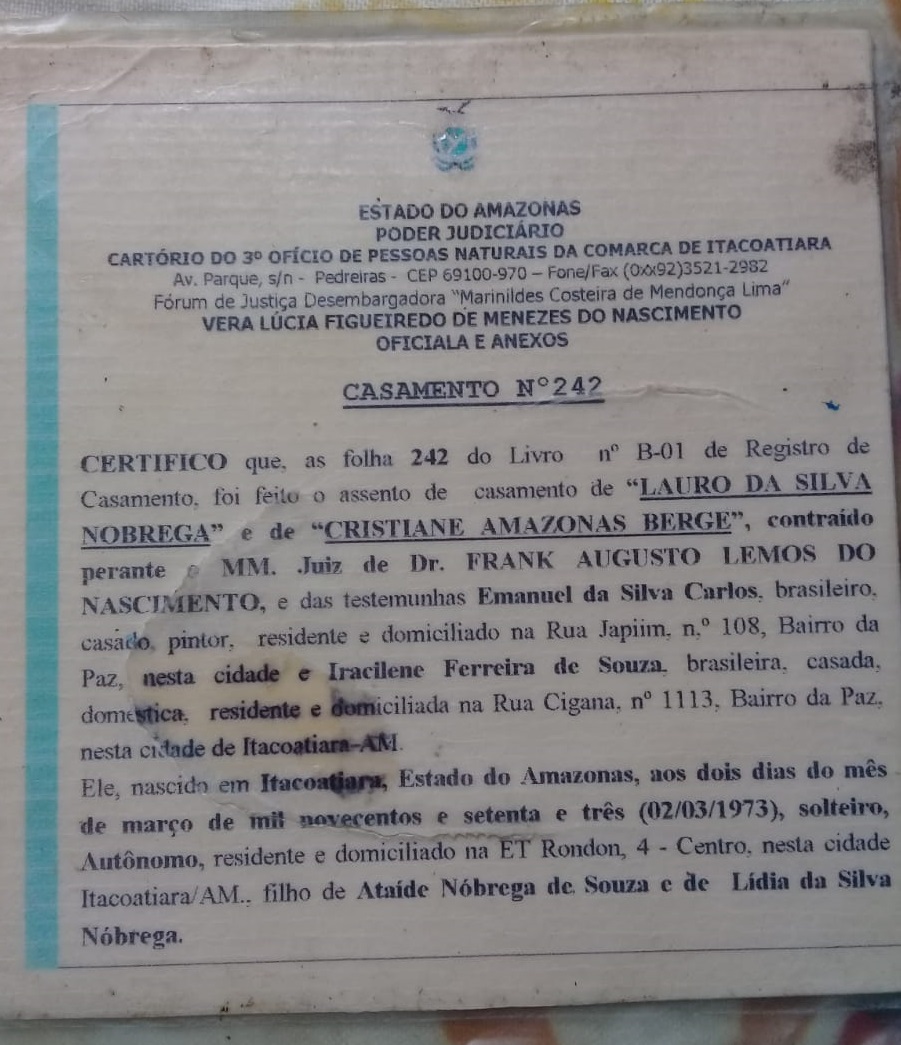 ESTADO DO AMAZONAS
PODER JUDICIÁRIO
CARTÓRIO DO 3º OFÍCIO DE PESSOAS NATURAIS DA COMARCA DE ITACOATIARA
Av. Parque, s/n - Pedreiras - CEP 69100-970 – Fone/Fax (0xx92)3521-2982
Fórum de Justiça Desembargadora "Marinildes Costeira de Mendonça Lima"
VERA LÚCIA FIGUEIREDO DE MENEZES DO NASCIMENTO
OFICIALA E ANEXOS
CASAMENTO Nº242
CERTIFICO que, as folha 242 do Livro nº B-01 de Registro de
Casamento, foi feito o assento de casamento de "LAURO DA SILVA
NOBREGA" e de "CRISTIANE AMAZONAS BERGE", contraído
perante o MM. Juiz de Dr. FRANK AUGUSTO LEMOS DO
NASCIMENTO, e das testemunhas Emanuel da Silva Carlos, brasileiro,
casado, pintor, residente e domiciliado na Rua Japiim, n.º 108, Bairro da
Paz, nesta cidade e Iracilene Ferreira de Souza, brasileira, casada,
doméstica, residente e domiciliada na Rua Cigana, nº 1113, Bairro da Paz,
nesta cidade de Itacoatiara-AM.
Ele, nascido em Itacoatiara, Estado do Amazonas, aos dois dias do mês
de março de mil novecentos e setenta e três (02/03/1973), solteiro,
Autônomo, residente e domiciliado na ET Rondon, 4 - Centro, nesta cidade
Itacoatiara/AM., filho de Ataíde Nóbrega de Souza e de Lídia da Silva
Nóbrega.